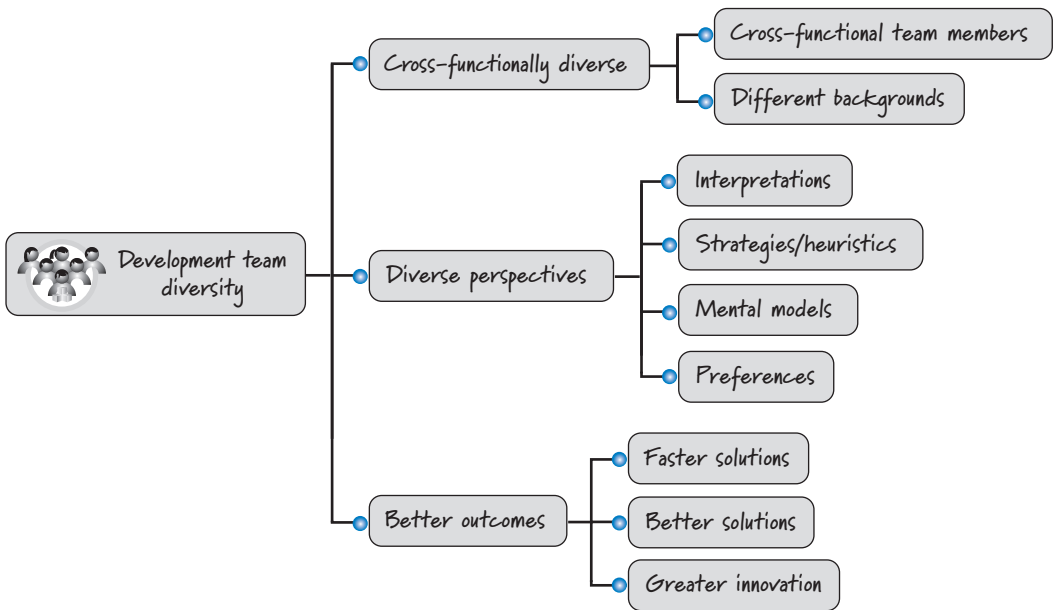 Development team
diversity
Cross-functionally diverse
Cross-functional team members
Different backgrounds
Diverse perspectives
Interpretations
Strategies/heuristics
Mental models
Preferences
Better outcomes
Faster solutions
Better solutions
Greater innovation